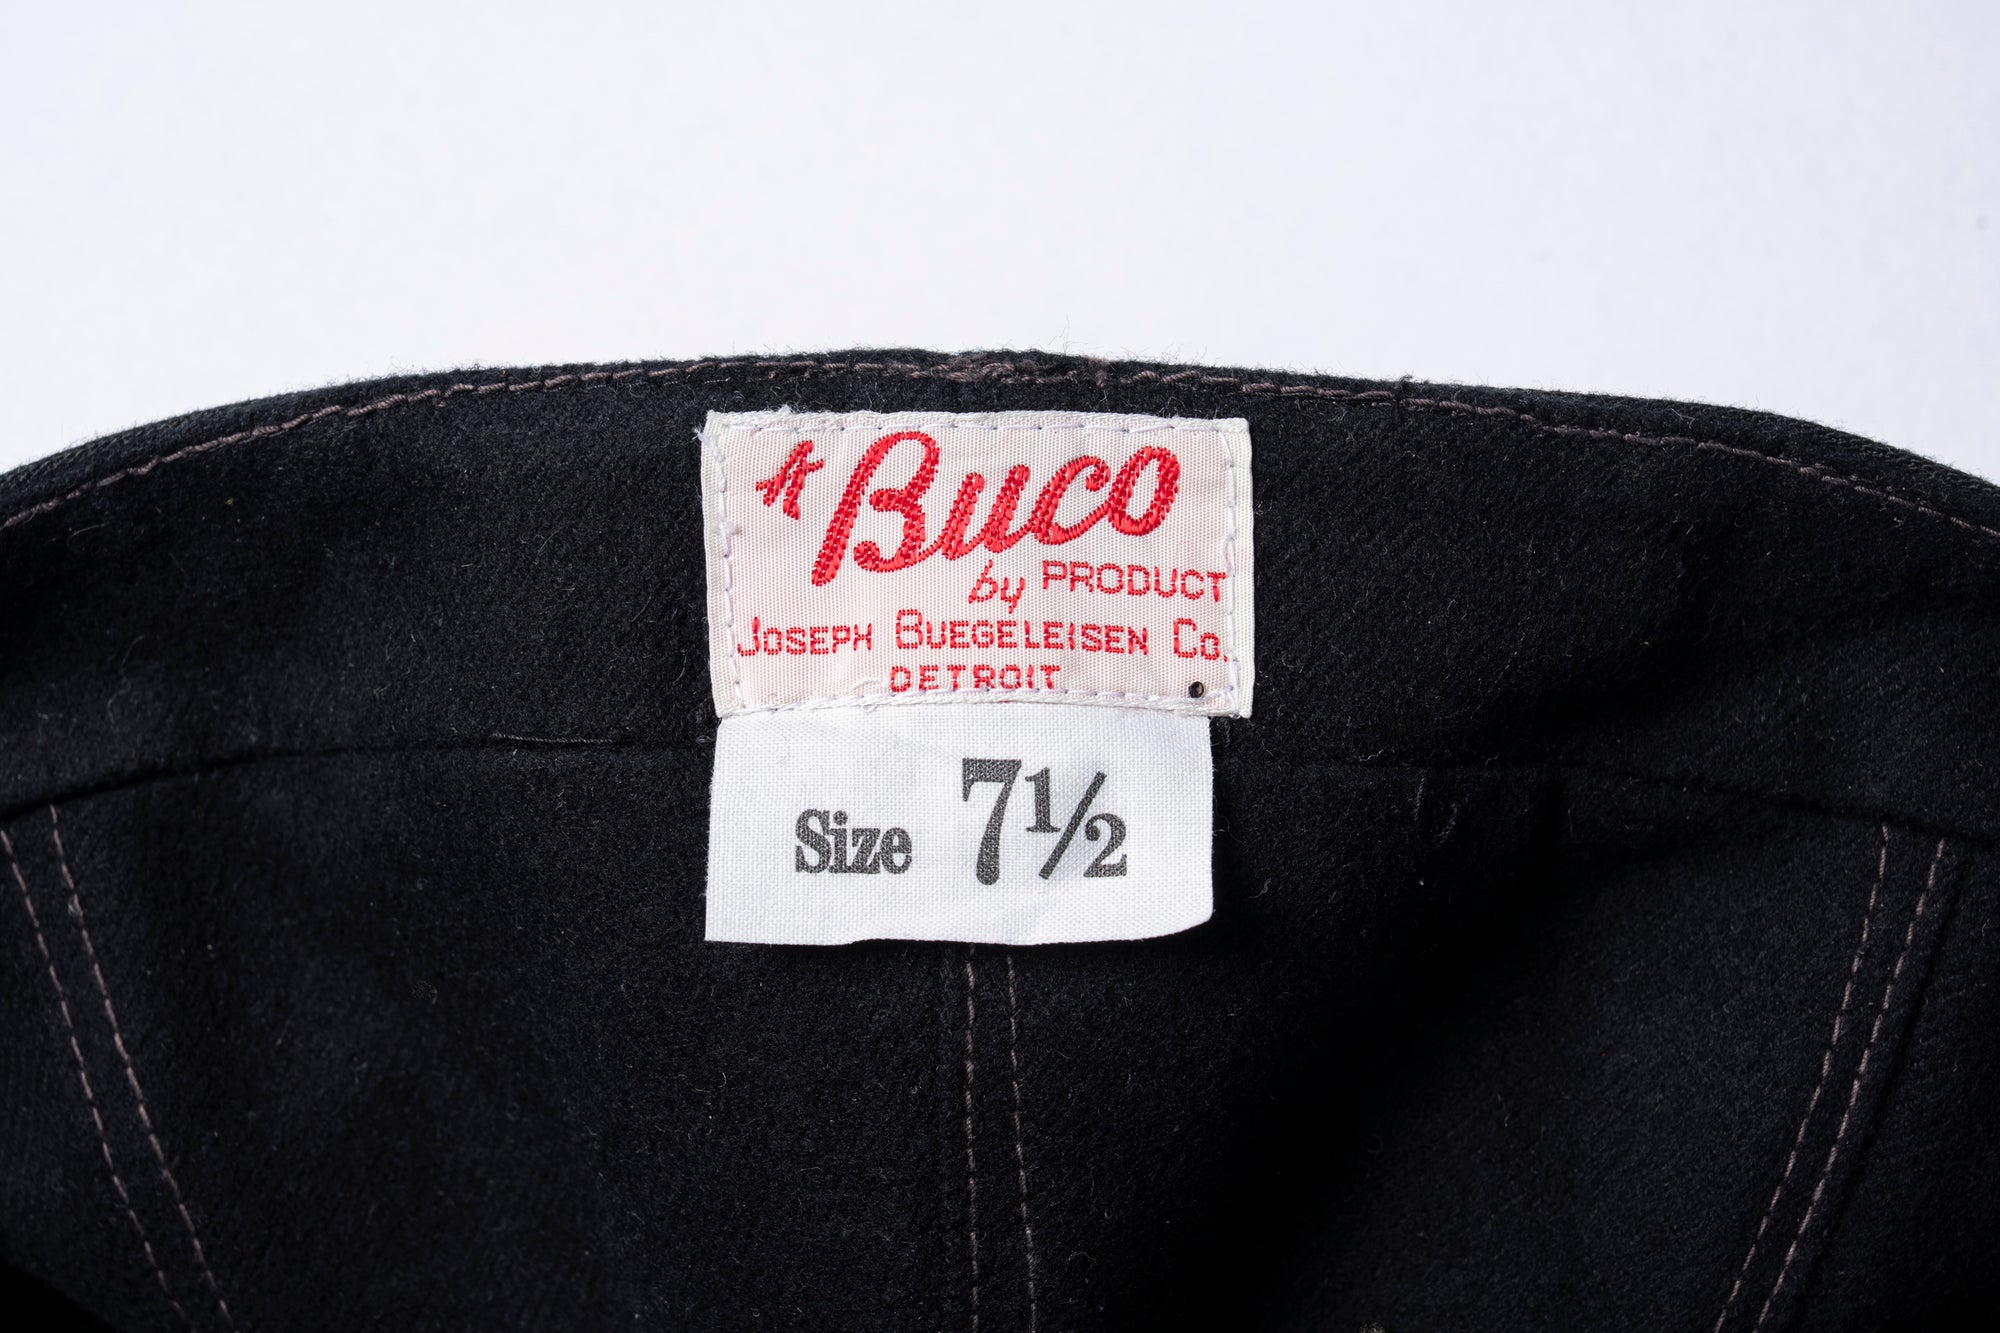 A Buco
by PRODUCT
JOSEPH BUEGELEISEN CO.
DETROIT
Size 7½